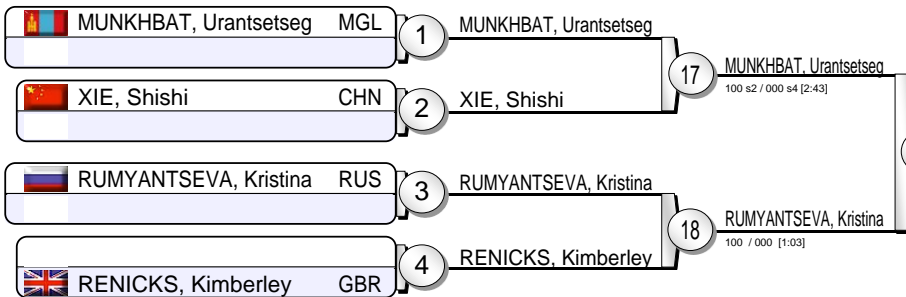 MUNKHBAT, Urantsetseg MGL
1
MUNKHBAT, Urantsetseg
XIE, Shishi CHN
2
XIE, Shishi
17
MUNKHBAT, Urantsetseg
100 s2 / 000 s4 [2:43]
RUMYANTSEVA, Kristina RUS
3
RUMYANTSEVA, Kristina
RENICKS, Kimberley GBR
4
RENICKS, Kimberley
18
RUMYANTSEVA, Kristina
100 / 000 [1:03]